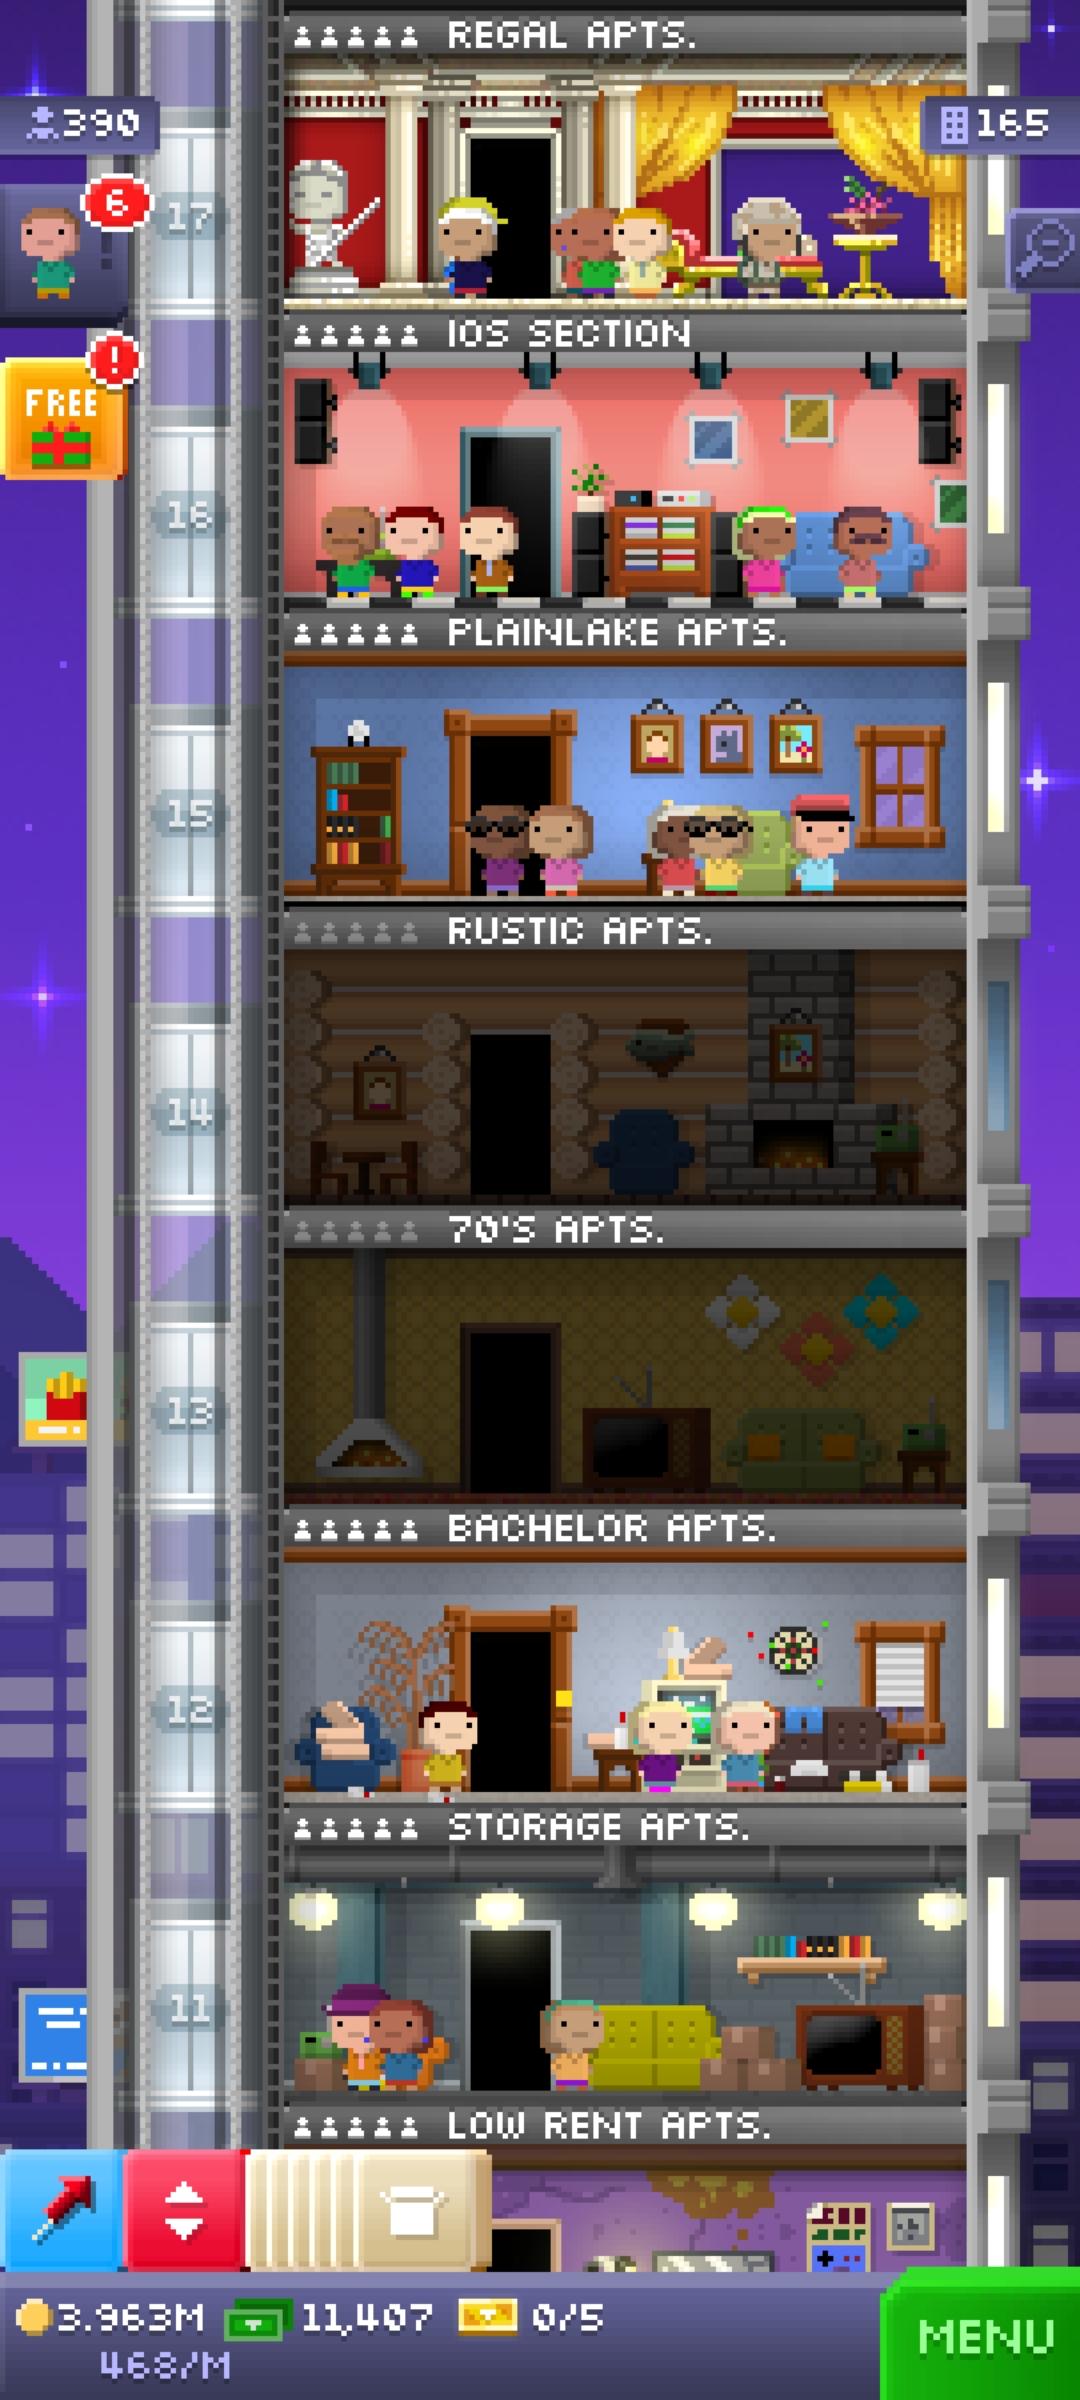 REGAL APTS.
390
165
6
17
IOS SECTION
!
FREE
16
PLAINLAKE APTS.
15
RUSTIC APTS.
14
70'S APTS.
13
BACHELOR APTS.
12
STORAGE APTS.
11
LOW RENT APTS.
3.963M 11,407 0/5
468/M
MENU